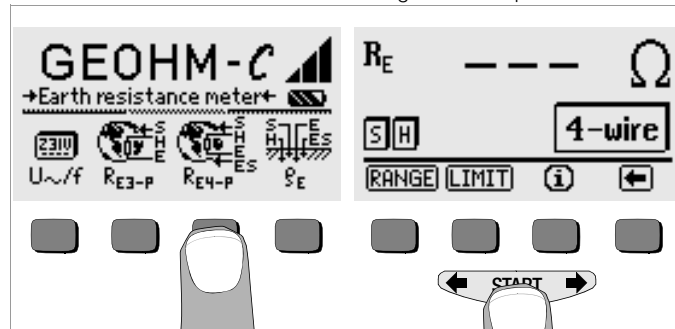 GEOHM-C
→Earth resistance meter←
231V
S H E
S H E ES
S H E ES
U~/f RE3-P RE4-P ρE
RE - - - Ω
S H 4-wire
RANGE LIMIT i ←
START